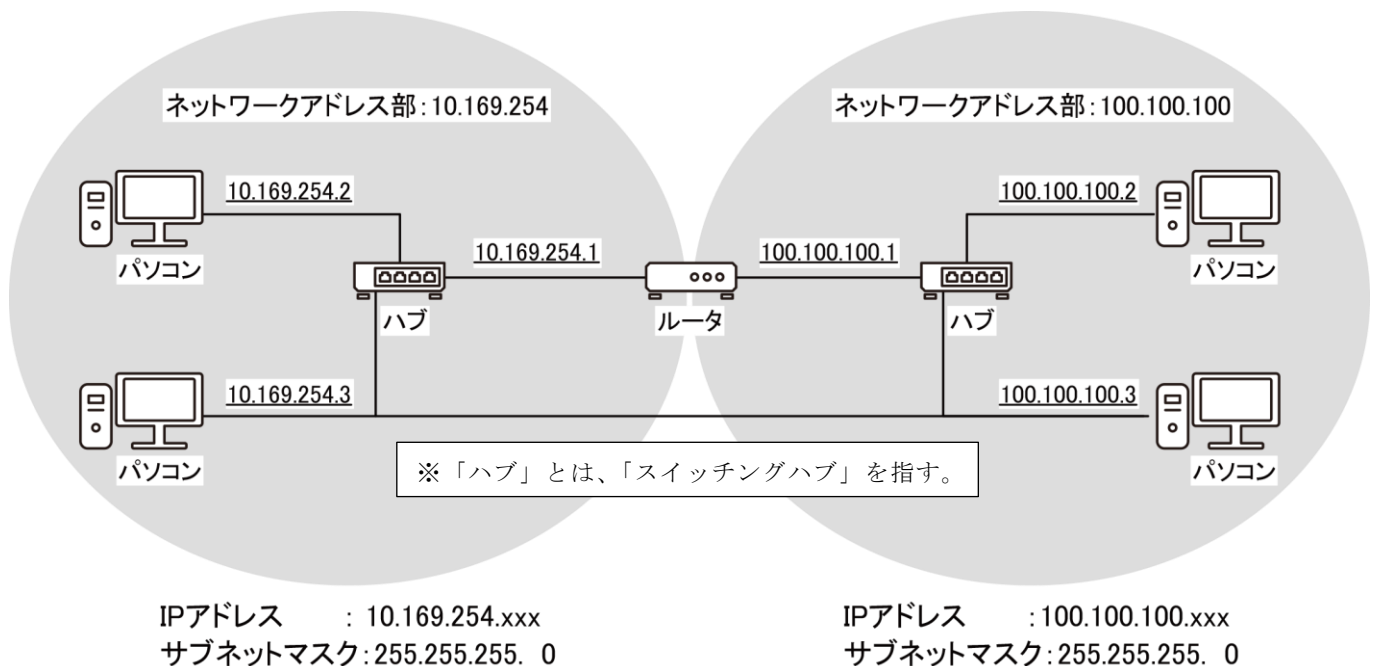 ネットワークアドレス部:10.169.254
ネットワークアドレス部:100.100.100
10.169.254.2
100.100.100.2
パソコン
10.169.254.1
100.100.100.1
パソコン
ハブ
ルータ
ハブ
10.169.254.3
100.100.100.3
パソコン
※「ハブ」とは、「スイッチングハブ」を指す。
パソコン
IPアドレス : 10.169.254.xxx
サブネットマスク:255.255.255. 0
IPアドレス :100.100.100.xxx
サブネットマスク:255.255.255. 0